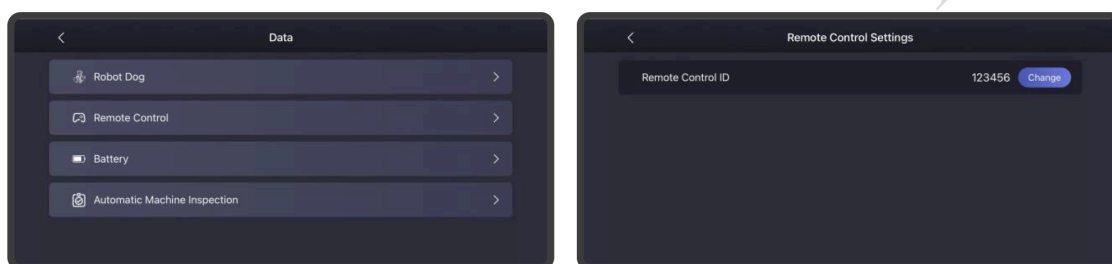 Data
Robot Dog
Remote Control
Battery
Automatic Machine Inspection
Remote Control Settings
Remote Control ID 123456 Change